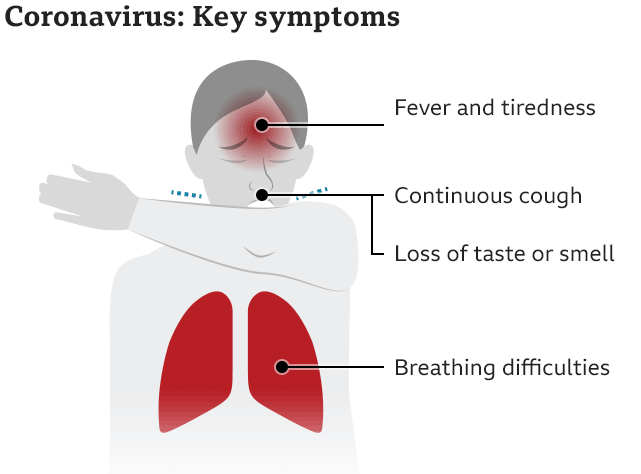 Coronavirus: Key symptoms
Fever and tiredness
Continuous cough
Loss of taste or smell
Breathing difficulties